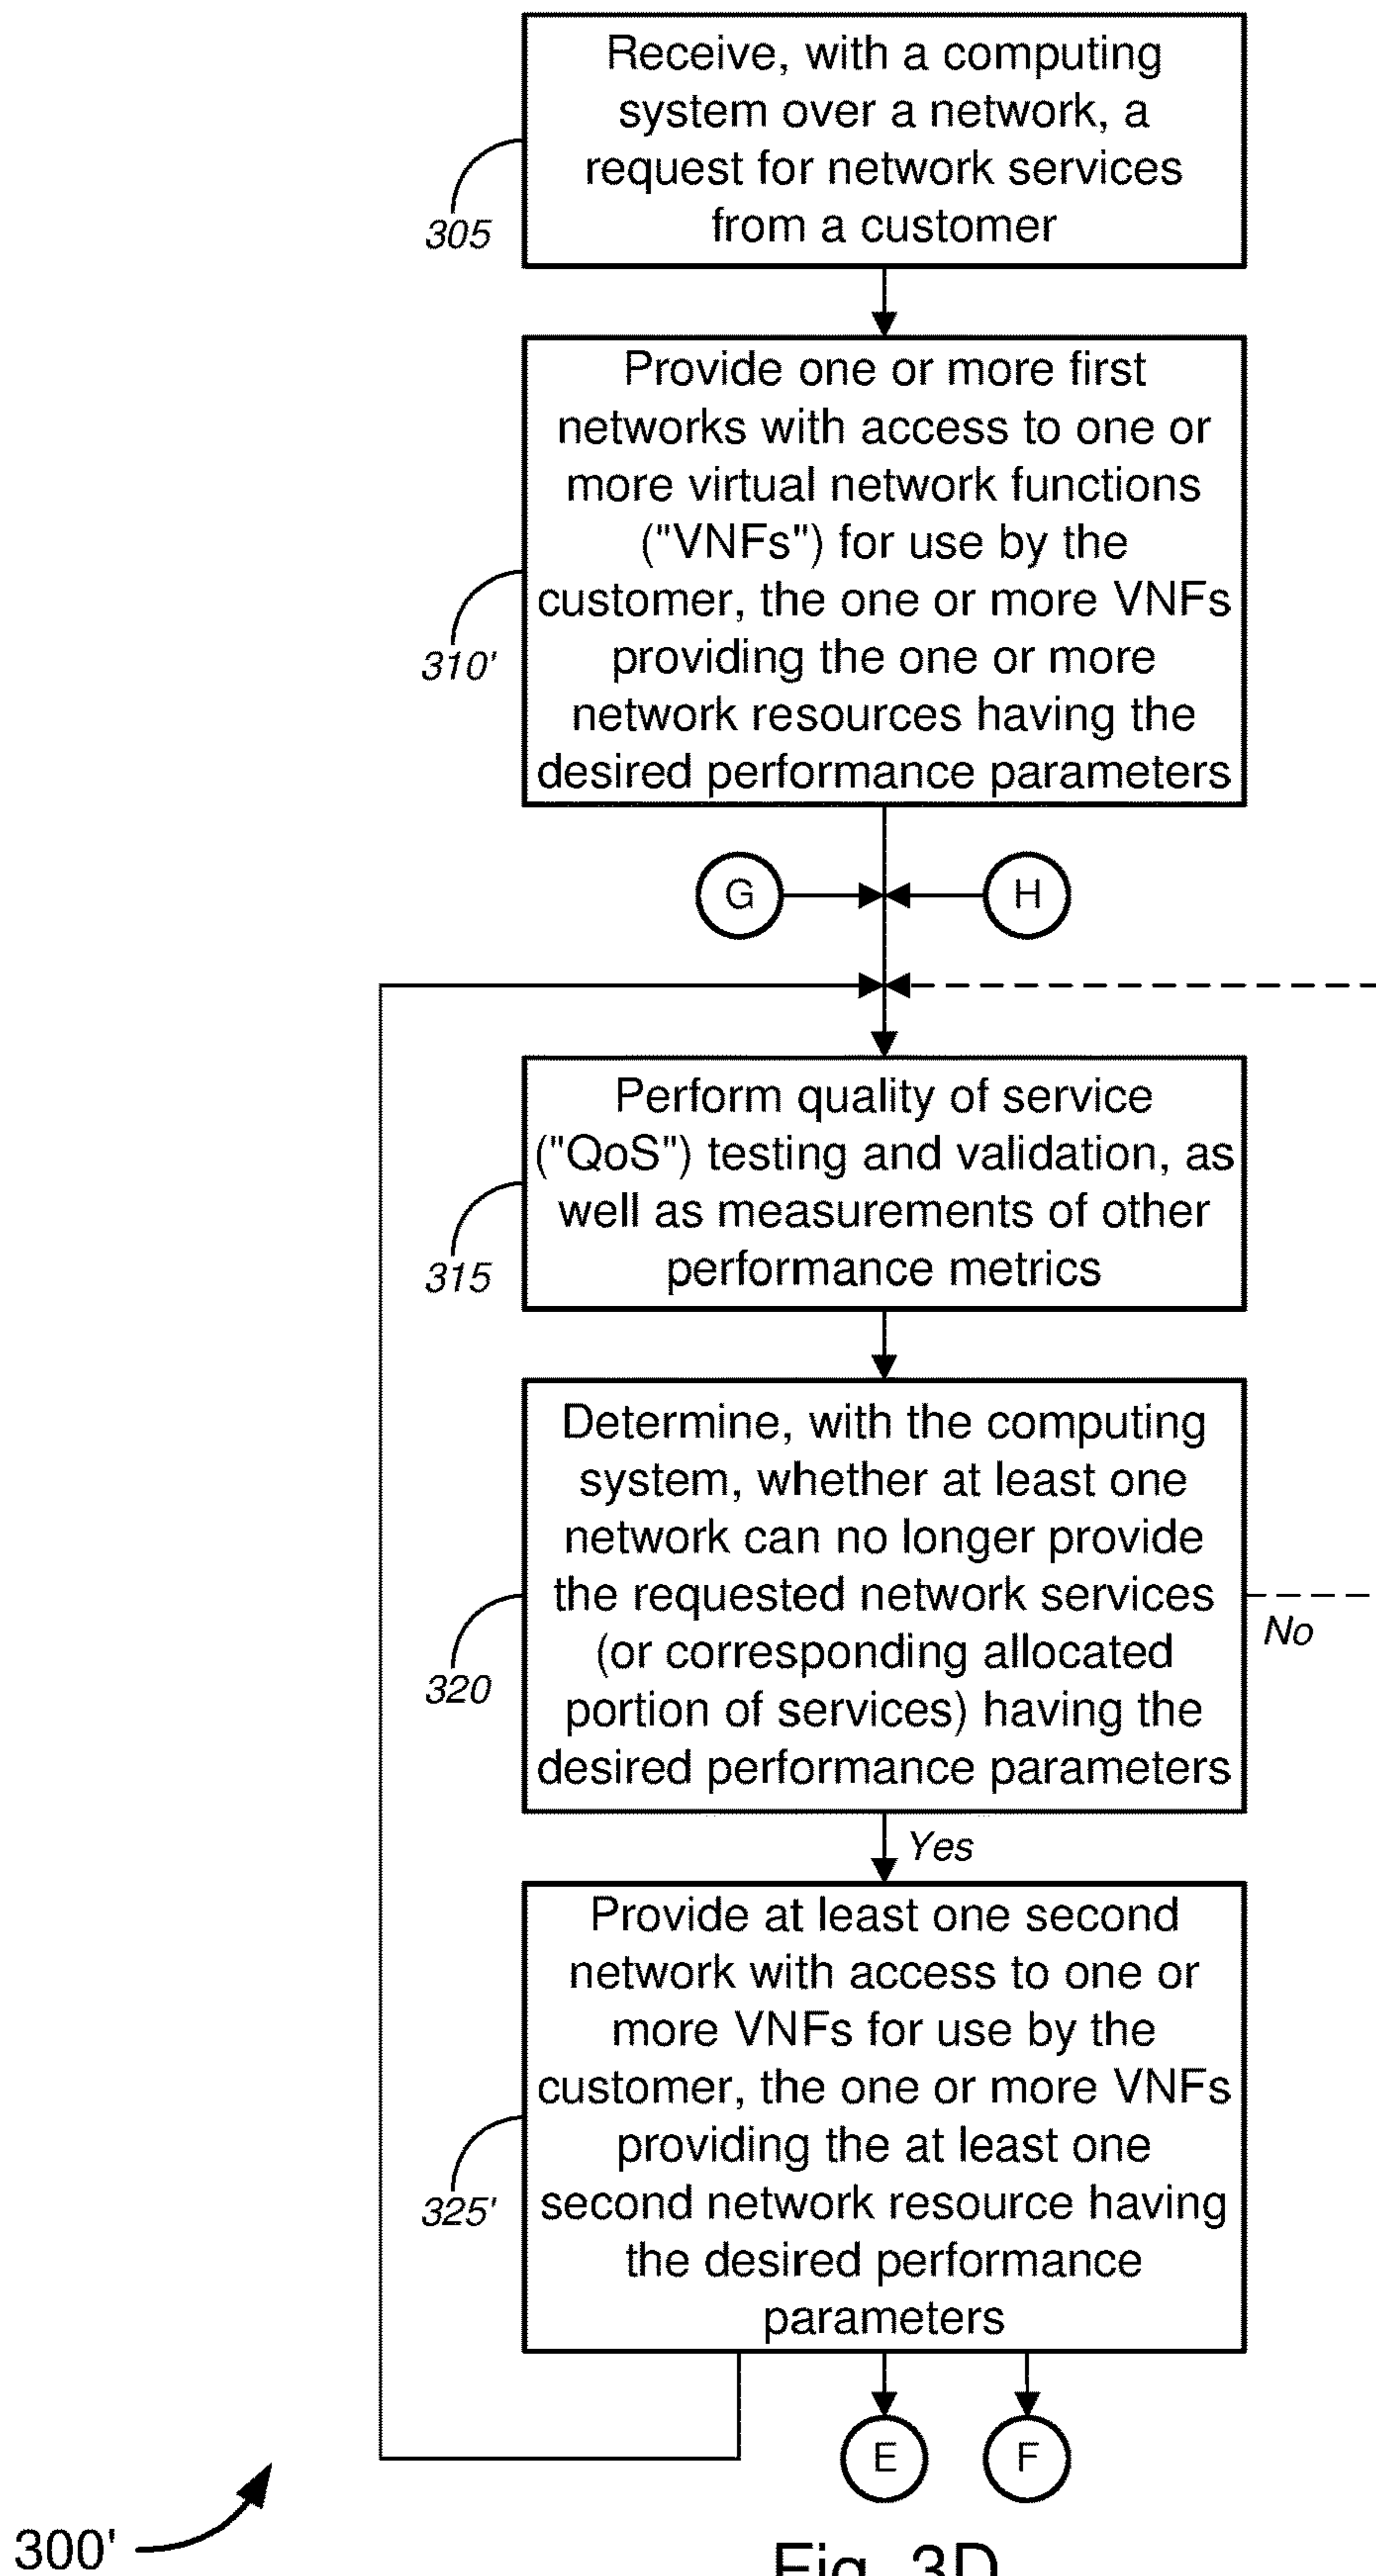 Receive, with a computing
system over a network, a
request for network services
from a customer
305
Provide one or more first
networks with access to one or
more virtual network functions
("VNFs") for use by the
customer, the one or more VNFs
providing the one or more
network resources having the
desired performance parameters
310'
G
H
Perform quality of service
("QoS") testing and validation, as
well as measurements of other
performance metrics
315
Determine, with the computing
system, whether at least one
network can no longer provide
the requested network services
(or corresponding allocated
portion of services) having the
desired performance parameters
320
No
Yes
Provide at least one second
network with access to one or
more VNFs for use by the
customer, the one or more VNFs
providing the at least one
second network resource having
the desired performance
parameters
325'
E
F
300'
Fig. 3D